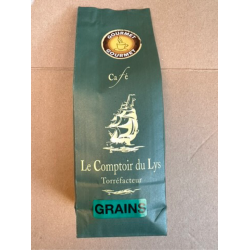 GOURMET
GOURMET
Café
Le Comptoir du Lys
Torréfacteur
GRAINS